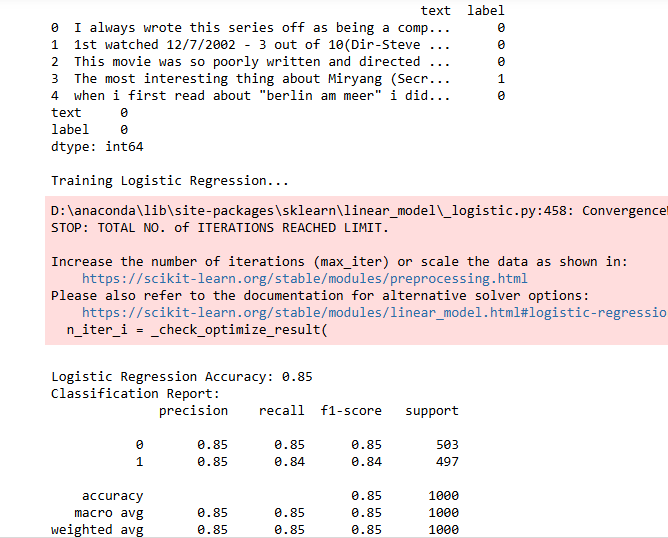 text label
0 I always wrote this series off as being a comp... 0
1 1st watched 12/7/2002 - 3 out of 10(Dir-Steve ... 0
2 This movie was so poorly written and directed ... 0
3 The most interesting thing about Miryang (Secr... 1
4 when i first read about "berlin am meer" i did... 0
text 0
label 0
dtype: int64
Training Logistic Regression...
D:\anaconda\lib\site-packages\sklearn\linear_model\_logistic.py:458: Convergence
STOP: TOTAL NO. of ITERATIONS REACHED LIMIT.
Increase the number of iterations (max_iter) or scale the data as shown in:
https://scikit-learn.org/stable/modules/preprocessing.html
Please also refer to the documentation for alternative solver options:
https://scikit-learn.org/stable/modules/linear_model.html#logistic-regressio
n_iter_i = _check_optimize_result(
Logistic Regression Accuracy: 0.85
Classification Report:
precision recall f1-score support
0 0.85 0.85 0.85 503
1 0.85 0.84 0.84 497
accuracy 0.85 1000
macro avg 0.85 0.85 0.85 1000
weighted avg 0.85 0.85 0.85 1000